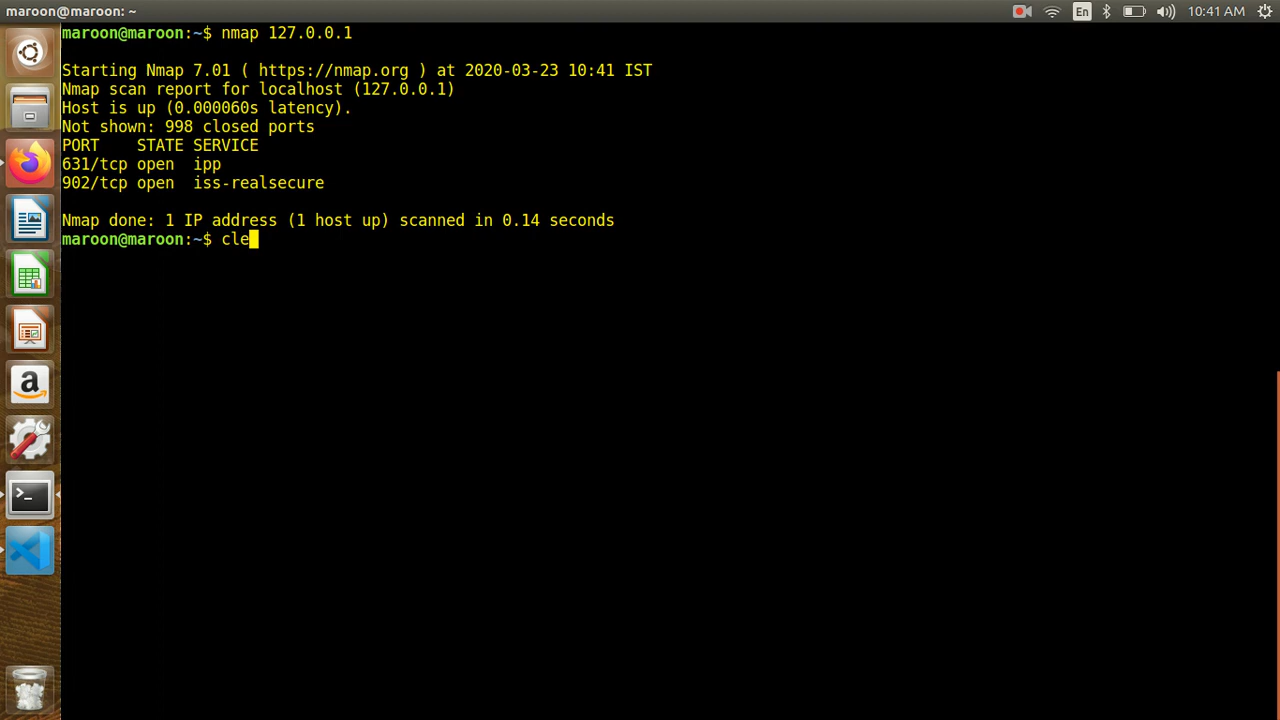 maroon@maroon: ~
En
10:41 AM
maroon@maroon:~$ nmap 127.0.0.1
Starting Nmap 7.01 ( https://nmap.org ) at 2020-03-23 10:41 IST
Nmap scan report for localhost (127.0.0.1)
Host is up (0.000060s latency).
Not shown: 998 closed ports
PORT    STATE SERVICE
631/tcp open  ipp
902/tcp open  iss-realsecure
Nmap done: 1 IP address (1 host up) scanned in 0.14 seconds
maroon@maroon:~$ cle